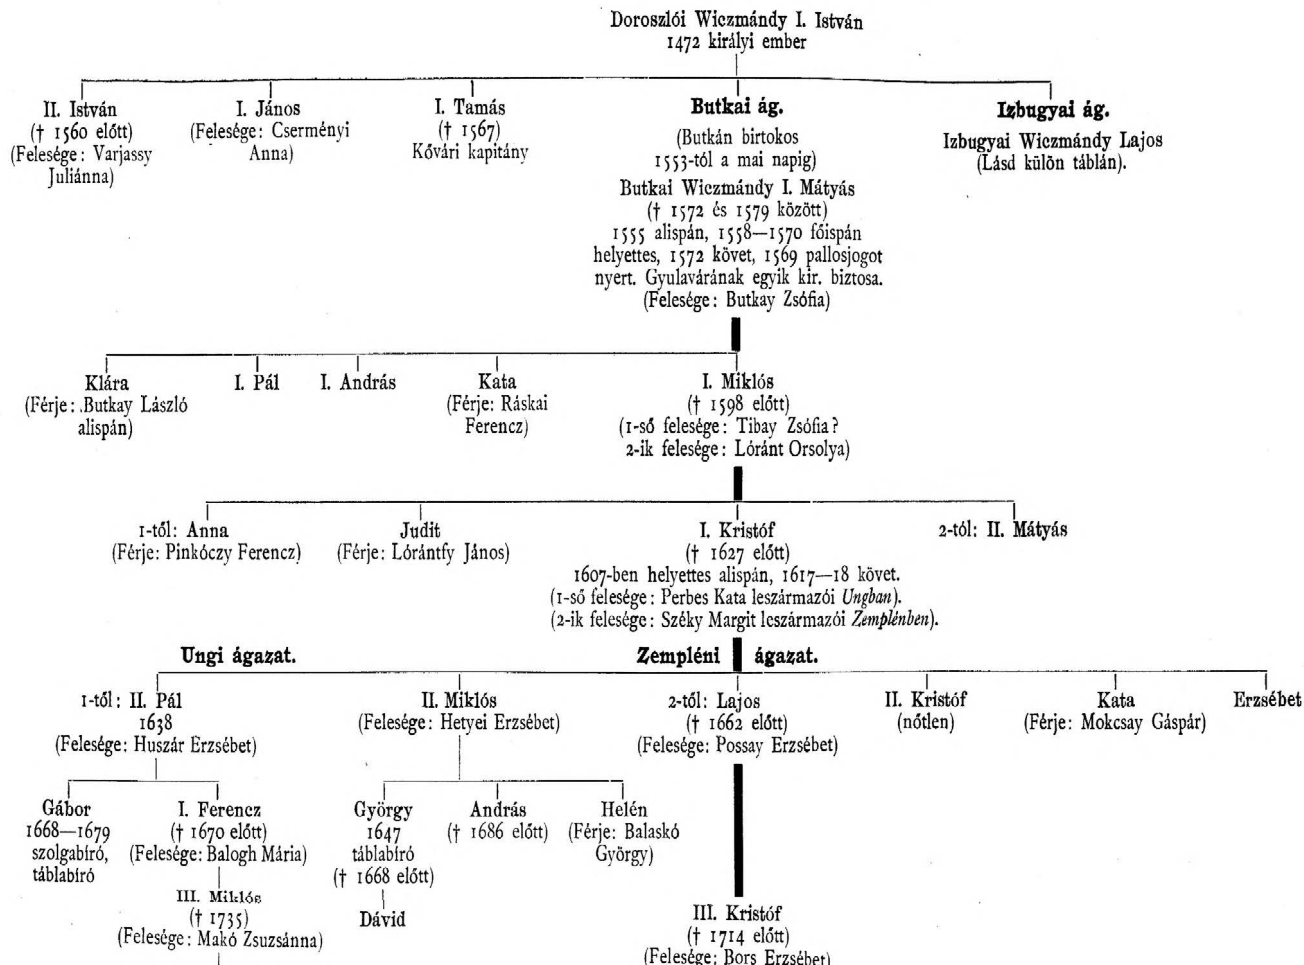 Doroszlói Wiczmándy I. István
1472 királyi ember
II. István
(† 1560 előtt)
(Felesége: Varjassy
Juliánna)
I. János
(Felesége: Cserményi
Anna)
I. Tamás
(† 1567)
Kővári kapitány
Butkai ág.
(Butkán birtokos
1553-tól a mai napig)
Butkai Wiczmándy I. Mátyás
(† 1572 és 1579 között)
1555 alispán, 1558—1570 főispán
helyettes, 1572 követ, 1569 pallosjogot
nyert. Gyulavárának egyik kir. biztosa.
(Felesége: Butkay Zsófia)
Izbugyai ág.
Izbugyai Wiczmándy Lajos
(Lásd külön táblán).
Klára
(Férje: Butkay László
alispán)
I. Pál
I. András
Kata
(Férje: Ráskai
Ferencz)
I. Miklós
(† 1598 előtt)
(1-ső felesége: Tibay Zsófia?
2-ik felesége: Lóránt Orsolya)
1-től: Anna
(Férje: Pinkóczy Ferencz)
Judit
(Férje: Lórántfy János)
I. Kristóf
(† 1627 előtt)
1607-ben helyettes alispán, 1617—18 követ.
(1-ső felesége: Perbes Kata leszármazói Ungban).
(2-ik felesége: Széky Margit leszármazói Zemplénben).
2-tól: II. Mátyás
Ungi ágazat.
Zempléni ágazat.
1-től: II. Pál
1638
(Felesége: Huszár Erzsébet)
II. Miklós
(Felesége: Hetyei Erzsébet)
2-től: Lajos
(† 1662 előtt)
(Felesége: Possay Erzsébet)
II. Kristóf
(nőtlen)
Kata
(Férje: Mokcsay Gáspár)
Erzsébet
Gábor
1668—1679
szolgabíró,
táblabíró
I. Ferencz
(† 1670 előtt)
(Felesége: Balogh Mária)
György
1647
táblabíró
(† 1668 előtt)
András
(† 1686 előtt)
Helén
(Férje: Balaskó
György)
III. Miklós
(† 1735)
(Felesége: Makó Zsuzsánna)
Dávid
III. Kristóf
(† 1714 előtt)
(Felesége: Bors Erzsébet)